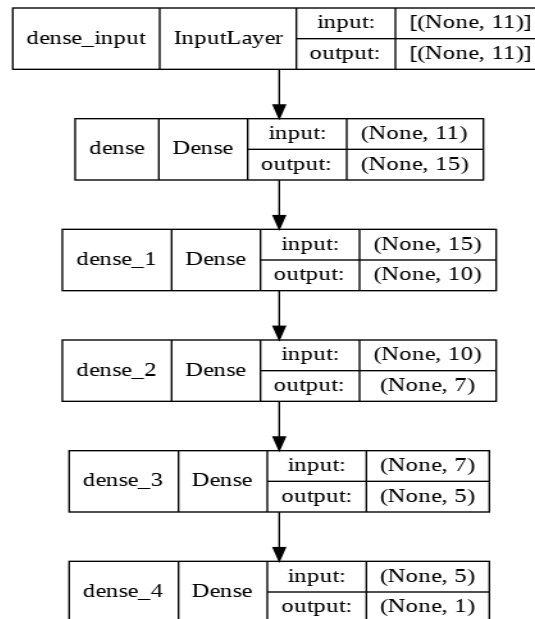 dense_input InputLayer input: [(None, 11)]
output: [(None, 11)]
dense Dense input: (None, 11)
output: (None, 15)
dense_1 Dense input: (None, 15)
output: (None, 10)
dense_2 Dense input: (None, 10)
output: (None, 7)
dense_3 Dense input: (None, 7)
output: (None, 5)
dense_4 Dense input: (None, 5)
output: (None, 1)